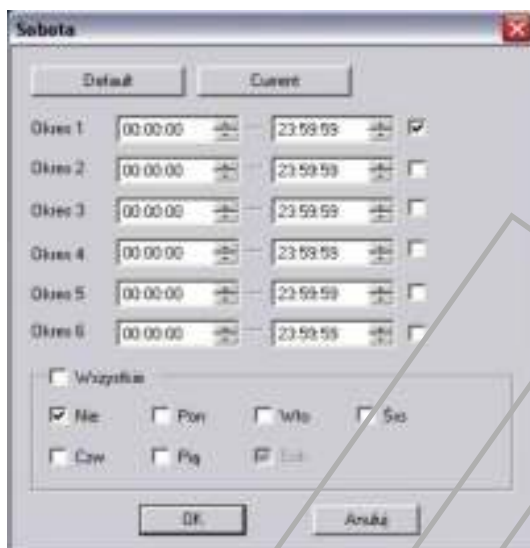 Sobota
Default Current
Okres 1 00:00:00 23:59:59
Okres 2 00:00:00 23:59:59
Okres 3 00:00:00 23:59:59
Okres 4 00:00:00 23:59:59
Okres 5 00:00:00 23:59:59
Okres 6 00:00:00 23:59:59
Wszystkie
Nie Pon Wto Śro
Czw Pią Sob
OK Anuluj